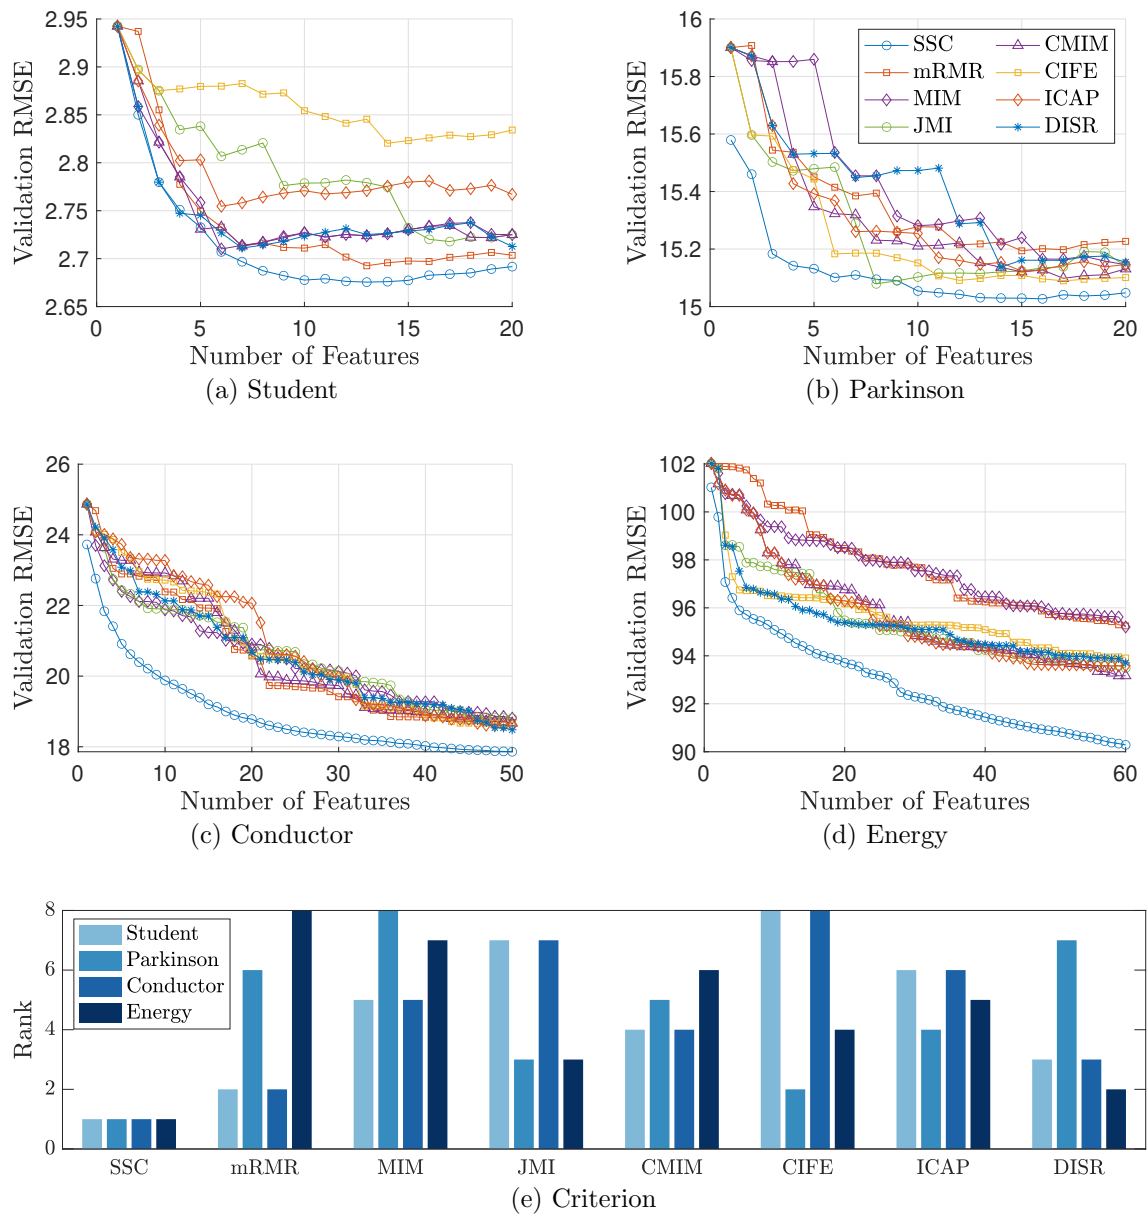 2.95
2.9
2.85
2.8
2.75
2.7
2.65
Validation RMSE
0 5 10 15 20
Number of Features
(a) Student
16
15.8
15.6
15.4
15.2
15
Validation RMSE
SSC CMIM
mRMR CIFE
MIM ICAP
JMI DISR
0 5 10 15 20
Number of Features
(b) Parkinson
26
24
22
20
18
Validation RMSE
0 10 20 30 40 50
Number of Features
(c) Conductor
102
100
98
96
94
92
90
Validation RMSE
0 20 40 60
Number of Features
(d) Energy
8
6
4
2
0
Rank
Student
Parkinson
Conductor
Energy
SSC mRMR MIM JMI CMIM CIFE ICAP DISR
(e) Criterion